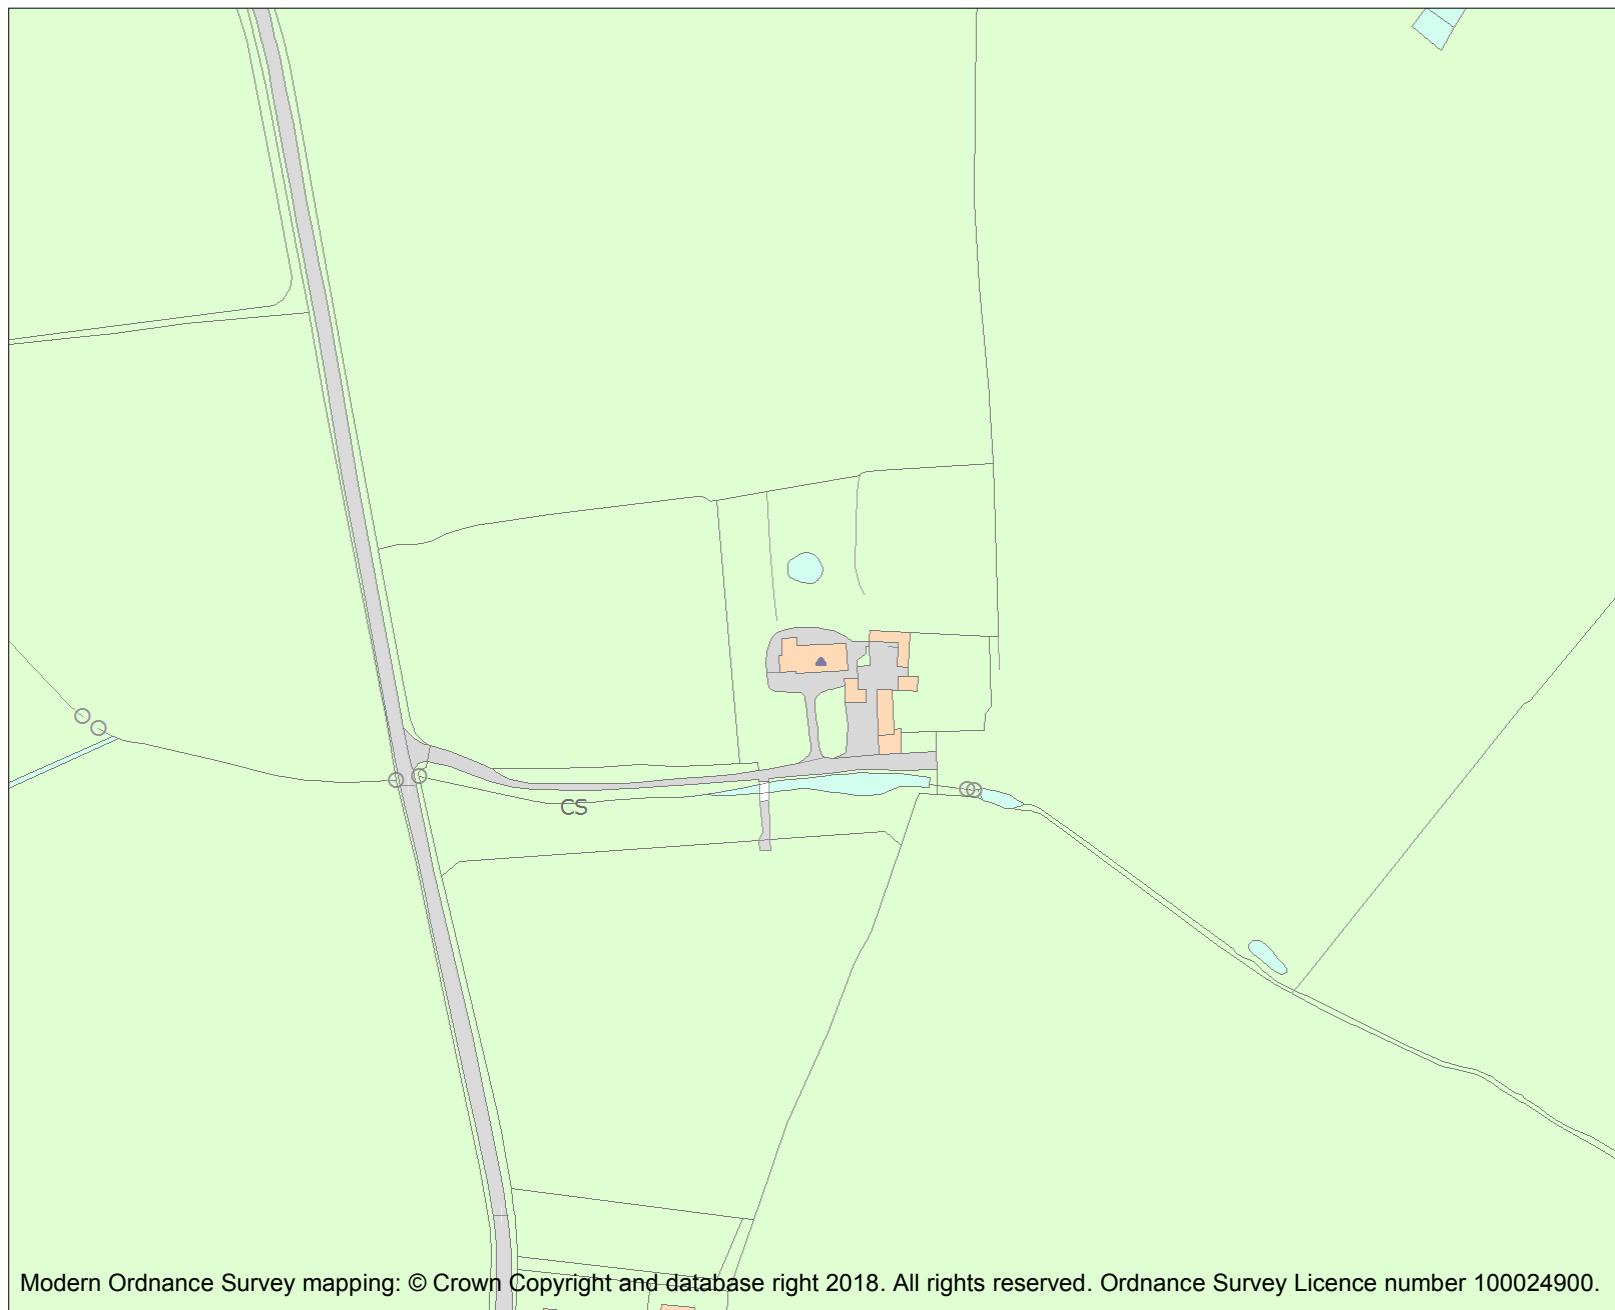 CS
Modern Ordnance Survey mapping: © Crown Copyright and database right 2018. All rights reserved. Ordnance Survey Licence number 100024900.